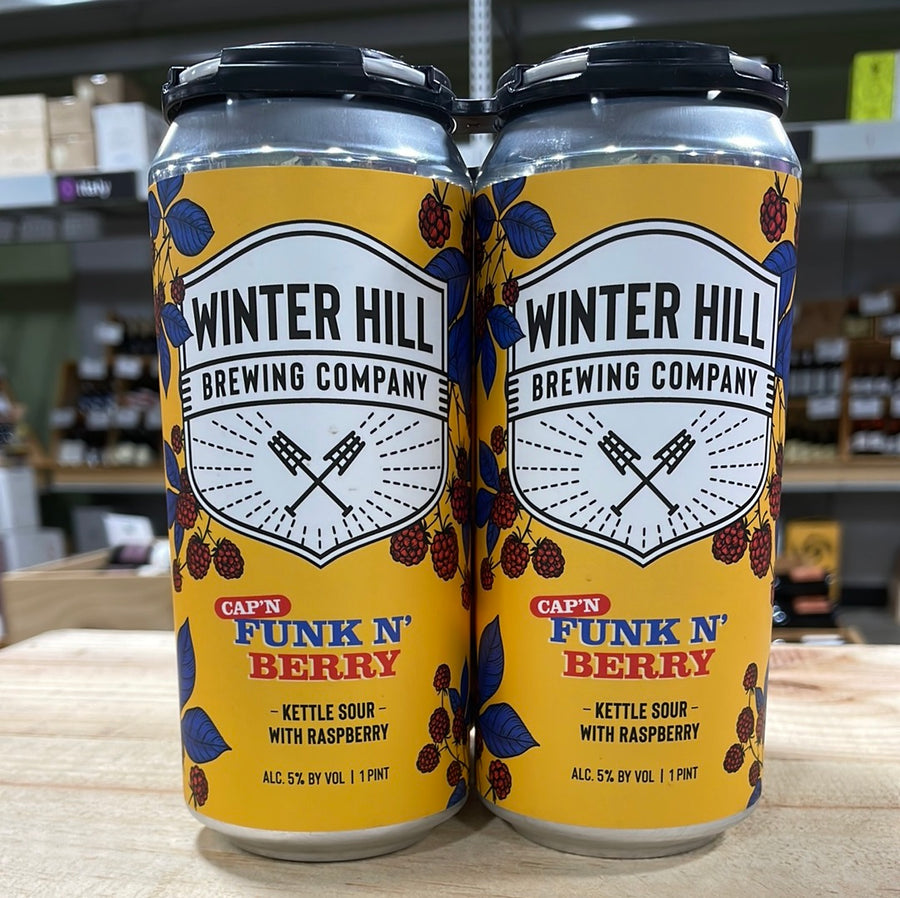 WINTER HILL
BREWING COMPANY
CAP'N
FUNK N'
BERRY
- KETTLE SOUR -
WITH RASPBERRY
ALC. 5% BY VOL | 1 PINT
WINTER HILL
BREWING COMPANY
CAP'N
FUNK N'
BERRY
- KETTLE SOUR -
WITH RASPBERRY
ALC. 5% BY VOL | 1 PINT
Italy